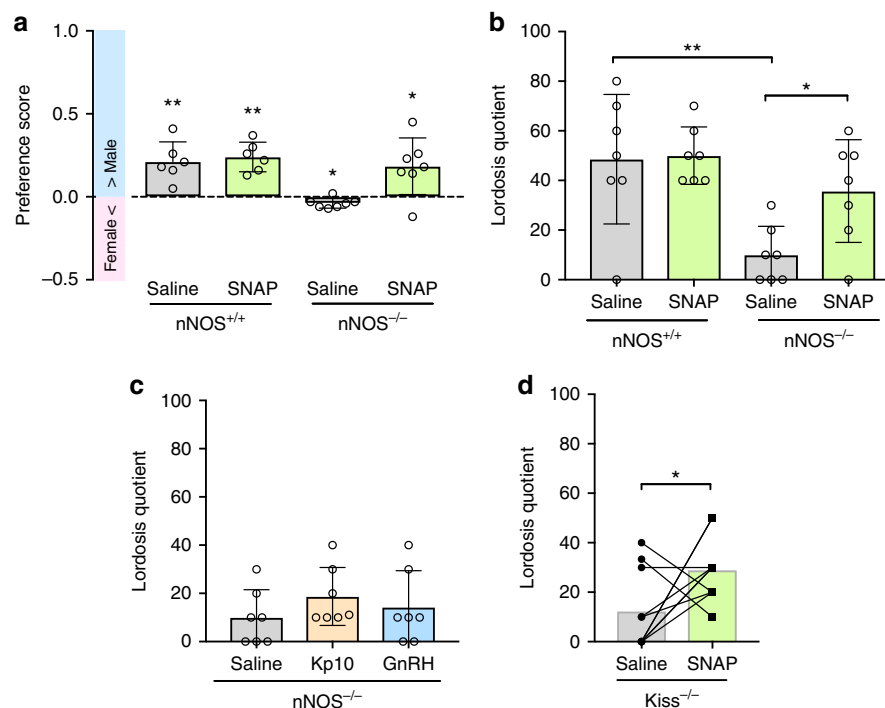 a
Preference score
Female < > Male
1.0
0.5
0.0
−0.5
** ** * *
Saline SNAP Saline SNAP
nNOS+/+ nNOS−/−
b
Lordosis quotient
100
80
60
40
20
0
**
*
Saline SNAP Saline SNAP
nNOS+/+ nNOS−/−
c
Lordosis quotient
100
80
60
40
20
0
Saline Kp10 GnRH
nNOS−/−
d
Lordosis quotient
100
80
60
40
20
0
*
Saline SNAP
Kiss−/−